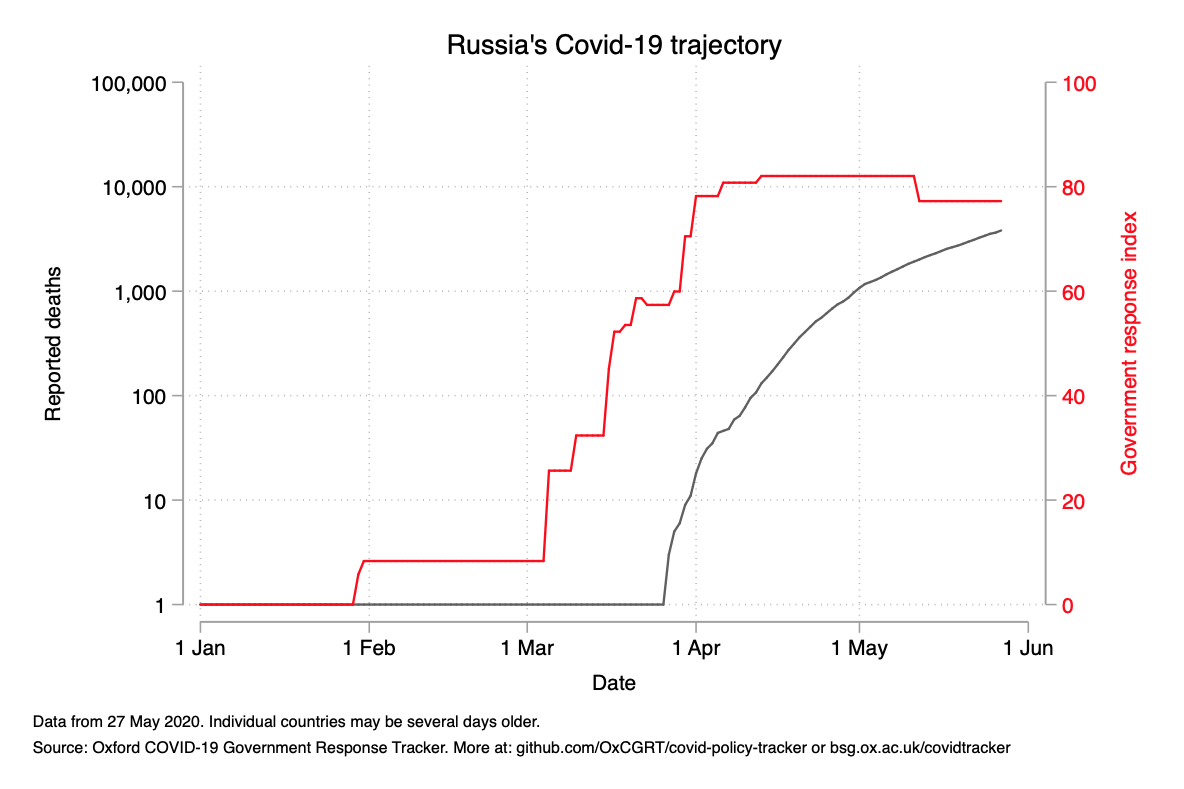 Russia's Covid-19 trajectory
100,000
10,000
1,000
100
10
1
Reported deaths
100
80
60
40
20
0
Government response index
1 Jan
1 Feb
1 Mar
1 Apr
1 May
1 Jun
Date
Data from 27 May 2020. Individual countries may be several days older.
Source: Oxford COVID-19 Government Response Tracker. More at: github.com/OxCGRT/covid-policy-tracker or bsg.ox.ac.uk/covidtracker